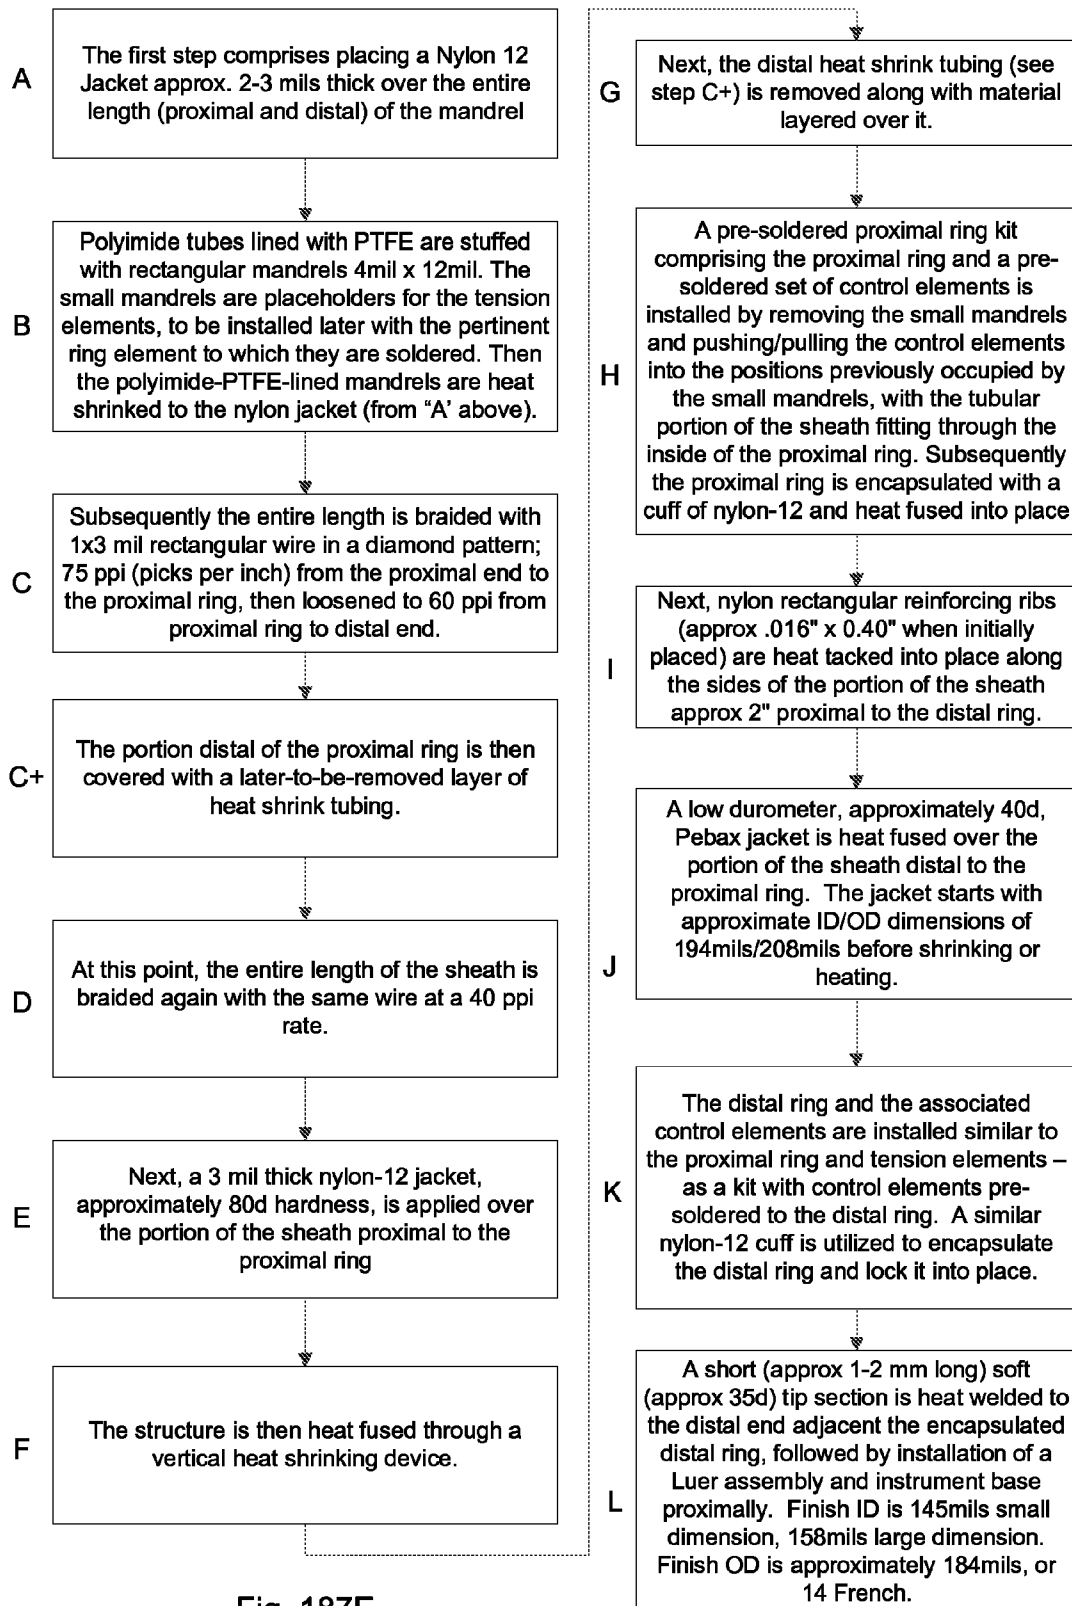 A
The first step comprises placing a Nylon 12
Jacket approx. 2-3 mils thick over the entire
length (proximal and distal) of the mandrel
B
Polyimide tubes lined with PTFE are stuffed
with rectangular mandrels 4mil x 12mil. The
small mandrels are placeholders for the tension
elements, to be installed later with the pertinent
ring element to which they are soldered. Then
the polyimide-PTFE-lined mandrels are heat
shrinked to the nylon jacket (from “A’ above).
C
Subsequently the entire length is braided with
1x3 mil rectangular wire in a diamond pattern;
75 ppi (picks per inch) from the proximal end to
the proximal ring, then loosened to 60 ppi from
proximal ring to distal end.
C+
The portion distal of the proximal ring is then
covered with a later-to-be-removed layer of
heat shrink tubing.
D
At this point, the entire length of the sheath is
braided again with the same wire at a 40 ppi
rate.
E
Next, a 3 mil thick nylon-12 jacket,
approximately 80d hardness, is applied over
the portion of the sheath proximal to the
proximal ring
F
The structure is then heat fused through a
vertical heat shrinking device.
G
Next, the distal heat shrink tubing (see
step C+) is removed along with material
layered over it.
H
A pre-soldered proximal ring kit
comprising the proximal ring and a pre-
soldered set of control elements is
installed by removing the small mandrels
and pushing/pulling the control elements
into the positions previously occupied by
the small mandrels, with the tubular
portion of the sheath fitting through the
inside of the proximal ring. Subsequently
the proximal ring is encapsulated with a
cuff of nylon-12 and heat fused into place
I
Next, nylon rectangular reinforcing ribs
(approx .016" x 0.40" when initially
placed) are heat tacked into place along
the sides of the portion of the sheath
approx 2" proximal to the distal ring.
J
A low durometer, approximately 40d,
Pebax jacket is heat fused over the
portion of the sheath distal to the
proximal ring. The jacket starts with
approximate ID/OD dimensions of
194mils/208mils before shrinking or
heating.
K
The distal ring and the associated
control elements are installed similar to
the proximal ring and tension elements –
as a kit with control elements pre-
soldered to the distal ring. A similar
nylon-12 cuff is utilized to encapsulate
the distal ring and lock it into place.
L
A short (approx 1-2 mm long) soft
(approx 35d) tip section is heat welded to
the distal end adjacent the encapsulated
distal ring, followed by installation of a
Luer assembly and instrument base
proximally. Finish ID is 145mils small
dimension, 158mils large dimension.
Finish OD is approximately 184mils, or
14 French.